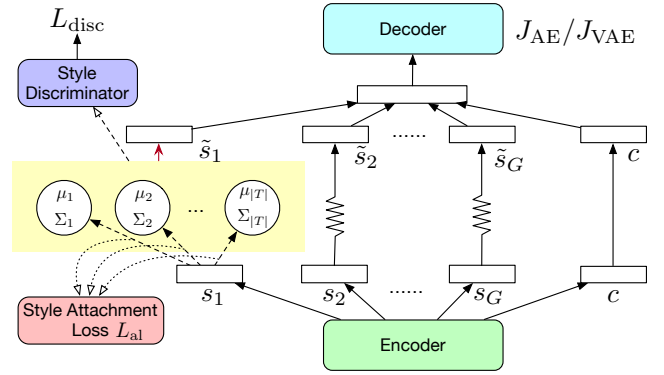 L_disc
Decoder
J_AE/J_VAE
Style
Discriminator
s̃_1
s̃_2
......
s̃_G
c
μ_1
Σ_1
μ_2
Σ_2
...
μ_|T|
Σ_|T|
s_1
s_2
......
s_G
c
Style Attachment
Loss L_al
Encoder